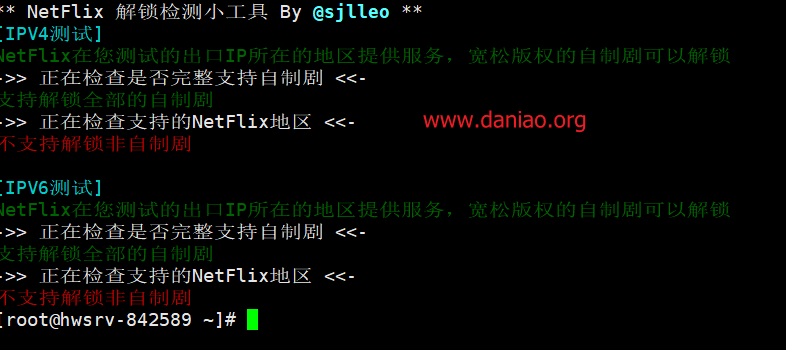 ** NetFlix 解锁检测小工具 By @sjlleo **
[IPV4测试]
NetFlix在您测试的出口IP所在的地区提供服务，宽松版权的自制剧可以解锁
->> 正在检查是否完整支持自制剧 <<-
支持解锁全部的自制剧
->> 正在检查支持的NetFlix地区 <<-
www.daniao.org
不支持解锁非自制剧
[IPV6测试]
NetFlix在您测试的出口IP所在的地区提供服务，宽松版权的自制剧可以解锁
->> 正在检查是否完整支持自制剧 <<-
支持解锁全部的自制剧
->> 正在检查支持的NetFlix地区 <<-
不支持解锁非自制剧
[root@hwsrv-842589 ~]#